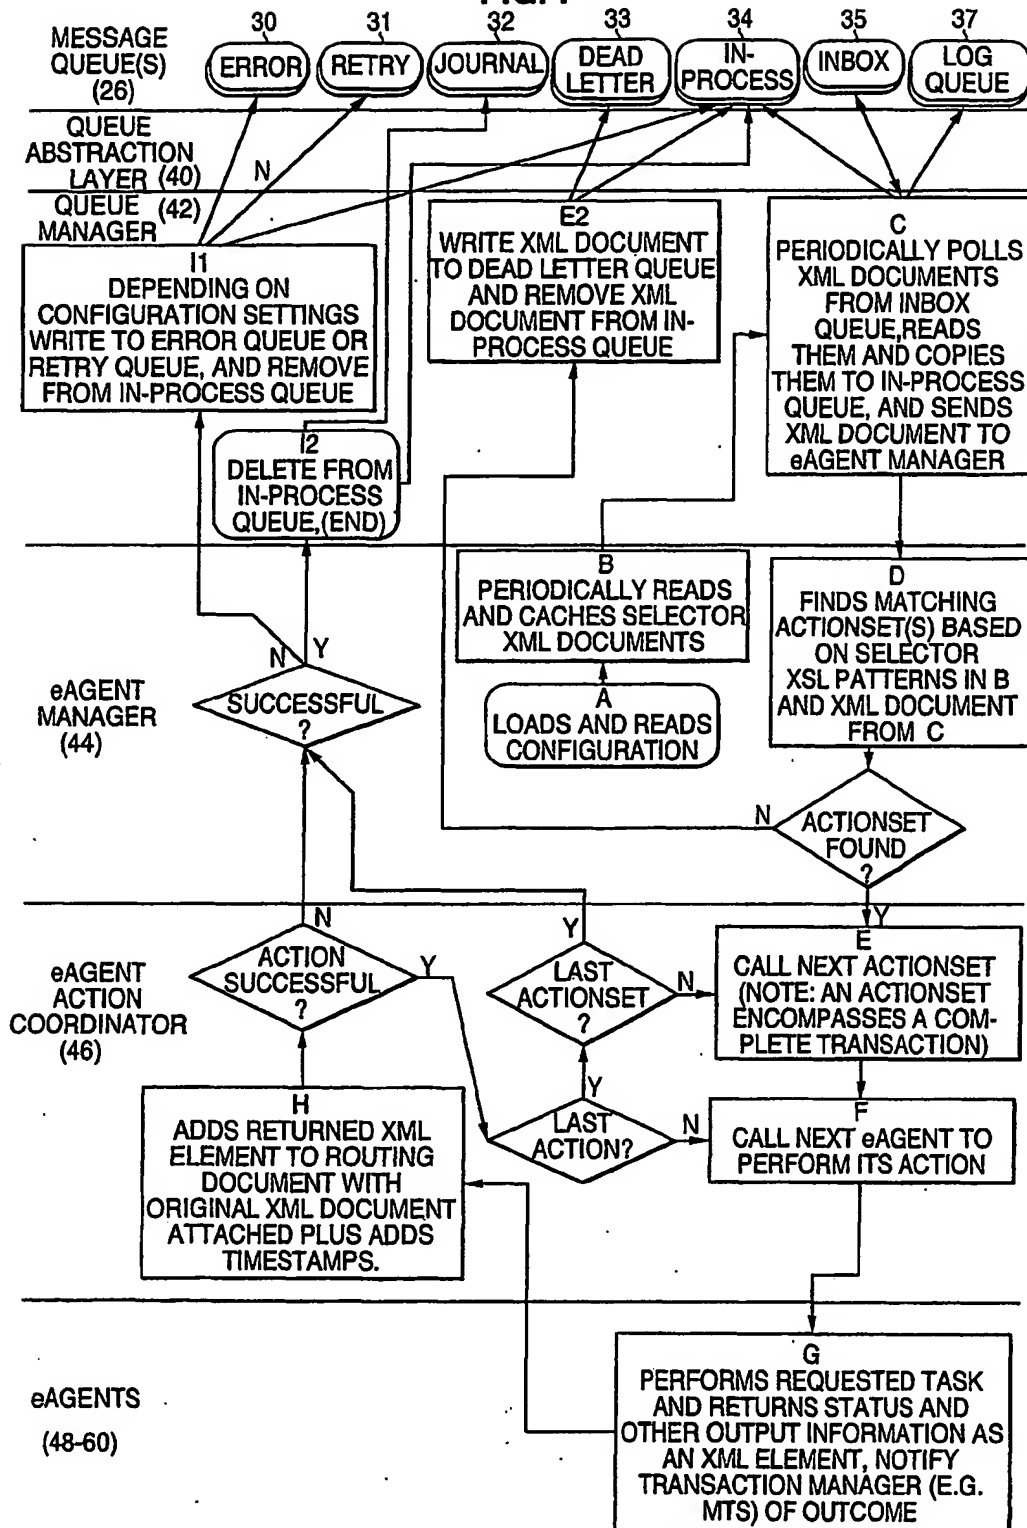 30 31 32 33 34 35 37
MESSAGE
QUEUE(S)
(26)
ERROR
RETRY
JOURNAL
DEAD
LETTER
IN-
PROCESS
INBOX
LOG
QUEUE
QUEUE
ABSTRACTION
LAYER (40)
N
QUEUE (42)
MANAGER
I1
DEPENDING ON
CONFIGURATION SETTINGS
WRITE TO ERROR QUEUE OR
RETRY QUEUE, AND REMOVE
FROM IN-PROCESS QUEUE
E2
WRITE XML DOCUMENT
TO DEAD LETTER QUEUE
AND REMOVE XML
DOCUMENT FROM IN-
PROCESS QUEUE
C
PERIODICALLY POLLS
XML DOCUMENTS
FROM INBOX
QUEUE,READS
THEM AND COPIES
THEM TO IN-PROCESS
QUEUE, AND SENDS
XML DOCUMENT TO
eAGENT MANAGER
I2
DELETE FROM
IN-PROCESS
QUEUE,(END)
eAGENT
MANAGER
(44)
N
Y
SUCCESSFUL
?
B
PERIODICALLY READS
AND CACHES SELECTOR
XML DOCUMENTS
A
LOADS AND READS
CONFIGURATION
D
FINDS MATCHING
ACTIONSET(S) BASED
ON SELECTOR
XSL PATTERNS IN B
AND XML DOCUMENT
FROM C
N
ACTIONSET
FOUND
?
Y
eAGENT
ACTION
COORDINATOR
(46)
N
ACTION
SUCCESSFUL
?
Y
Y
LAST
ACTIONSET
?
N
E
CALL NEXT ACTIONSET
(NOTE: AN ACTIONSET
ENCOMPASSES A COM-
PLETE TRANSACTION)
Y
LAST
ACTION?
N
F
CALL NEXT eAGENT TO
PERFORM ITS ACTION
H
ADDS RETURNED XML
ELEMENT TO ROUTING
DOCUMENT WITH
ORIGINAL XML DOCUMENT
ATTACHED PLUS ADDS
TIMESTAMPS.
eAGENTS
(48-60)
G
PERFORMS REQUESTED TASK
AND RETURNS STATUS AND
OTHER OUTPUT INFORMATION AS
AN XML ELEMENT, NOTIFY
TRANSACTION MANAGER (E.G.
MTS) OF OUTCOME